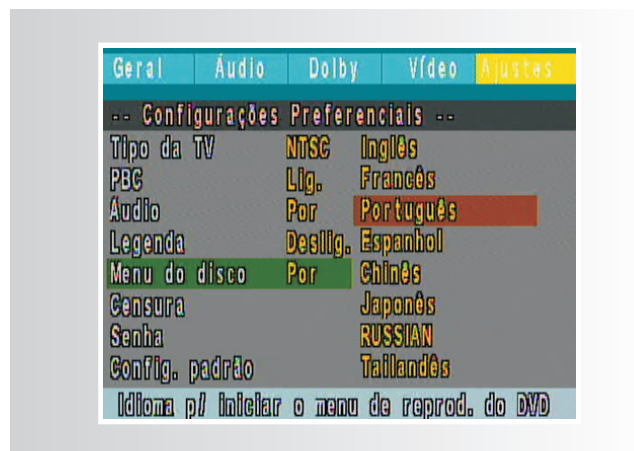 Geral Áudio Dolby Vídeo Ajustes
-- Configurações Preferenciais --
Tipo da TV NTSC Inglês
PBC Lig. Francês
Áudio Por Português
Legenda Deslig. Espanhol
Menu do disco Por Chinês
Censura Japonês
Senha RUSSIAN
Config. padrão Tailandês
Idioma p/ iniciar o menu de reprod. do DVD